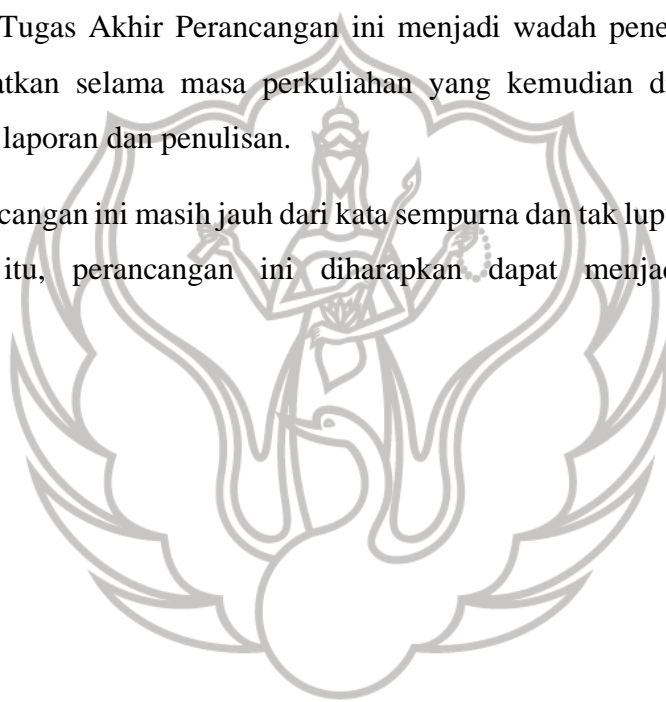 Tugas Akhir Perancangan ini menjadi wadah pene
atkan selama masa perkuliahan yang kemudian d
laporan dan penulisan.
cangan ini masih jauh dari kata sempurna dan tak lup
itu, perancangan ini diharapkan dapat menja